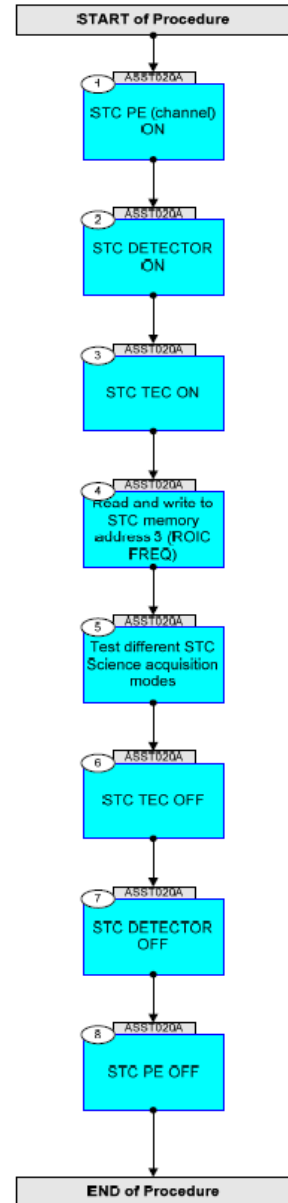 START of Procedure
1
ASST020A
STC PE (channel)
ON
2
ASST020A
STC DETECTOR
ON
3
ASST020A
STC TEC ON
4
ASST020A
Read and write to
STC memory
address 3 (ROIC
FREQ)
5
ASST020A
Test different STC
Science acquisition
modes
6
ASST020A
STC TEC OFF
7
ASST020A
STC DETECTOR
OFF
8
ASST020A
STC PE OFF
END of Procedure